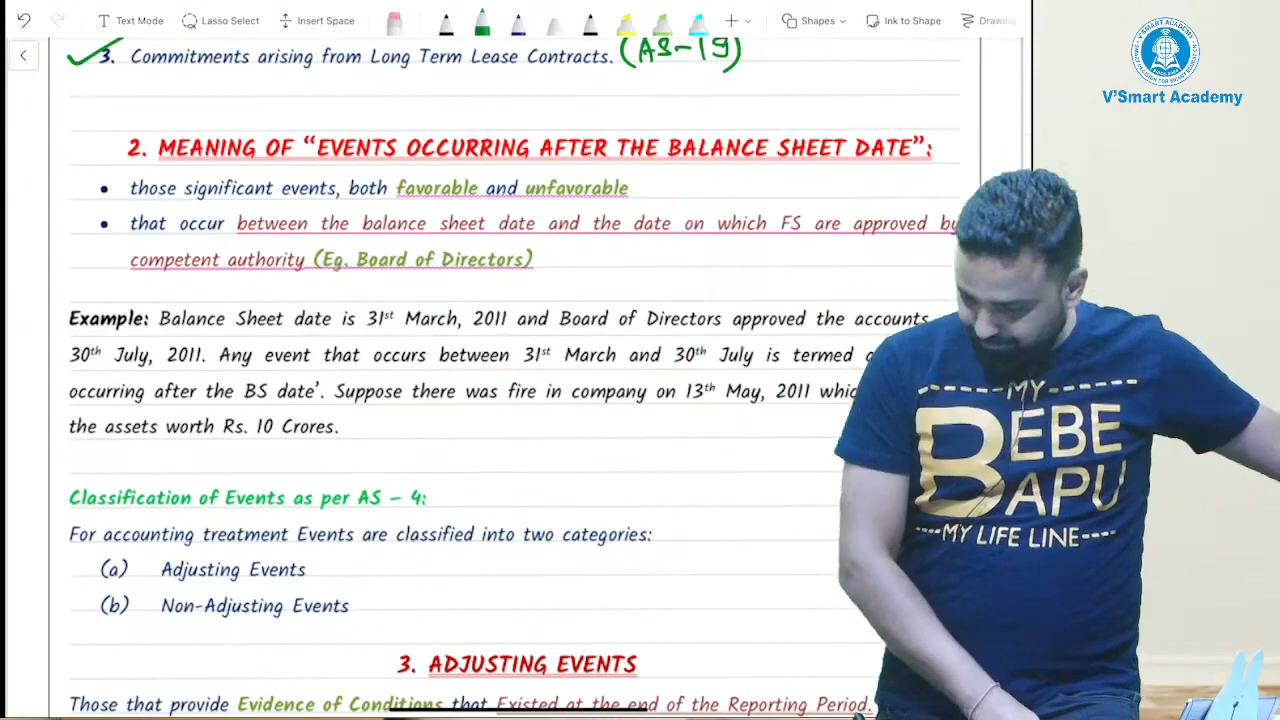 Text Mode Lasso Select Insert Space Shapes Ink to Shape Drawing
3. Commitments arising from Long Term Lease Contracts. (AS-19)
2. MEANING OF “EVENTS OCCURRING AFTER THE BALANCE SHEET DATE”:
• those significant events, both favorable and unfavorable
• that occur between the balance sheet date and the date on which FS are approved by
competent authority (Eg. Board of Directors)
Example: Balance Sheet date is 31st March, 2011 and Board of Directors approved the accounts
30th July, 2011. Any event that occurs between 31st March and 30th July is termed
occurring after the BS date’. Suppose there was fire in company on 13th May, 2011
the assets worth Rs. 10 Crores.
Classification of Events as per AS – 4:
For accounting treatment Events are classified into two categories:
(a) Adjusting Events
(b) Non-Adjusting Events
3. ADJUSTING EVENTS
Those that provide Evidence of Conditions that Existed at the end of the Reporting Period.
V'SMART ACADEMY
V’Smart Academy
MY
BEBE
BAPU
MY LIFE LINE